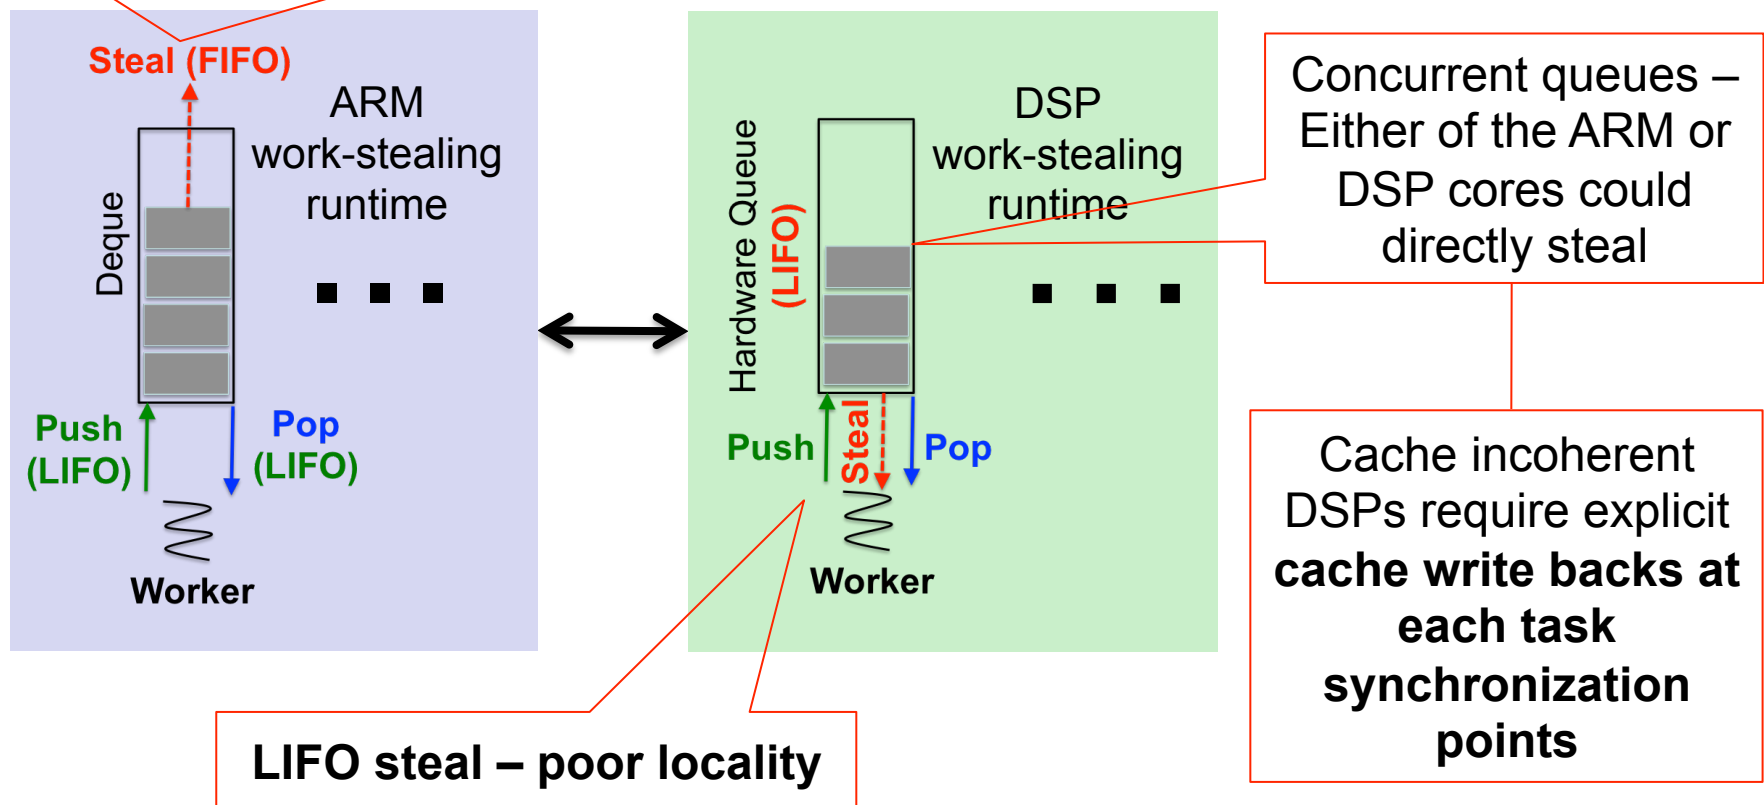 Steal (FIFO)
ARM
work-stealing
runtime
Deque
Push
(LIFO)
Pop
(LIFO)
Worker
DSP
work-stealing
runtime
Hardware Queue
(LIFO)
Push
Steal
Pop
Worker
Concurrent queues –
Either of the ARM or
DSP cores could
directly steal
Cache incoherent
DSPs require explicit
cache write backs at
each task
synchronization
points
LIFO steal – poor locality